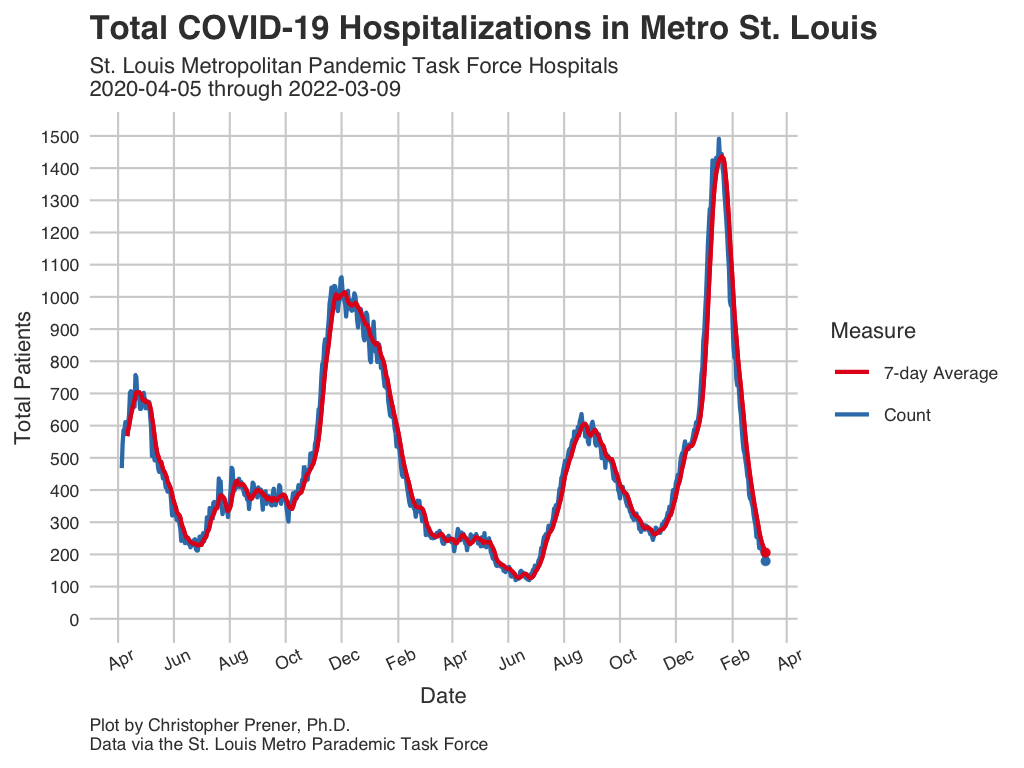 Total COVID-19 Hospitalizations in Metro St. Louis
St. Louis Metropolitan Pandemic Task Force Hospitals
2020-04-05 through 2022-03-09
Total Patients
1500
1400
1300
1200
1100
1000
900
800
700
600
500
400
300
200
100
0
Apr Jun Aug Oct Dec Feb Apr Jun Aug Oct Dec Feb Apr
Date
Measure
7-day Average
Count
Plot by Christopher Prener, Ph.D.
Data via the St. Louis Metro Parademic Task Force